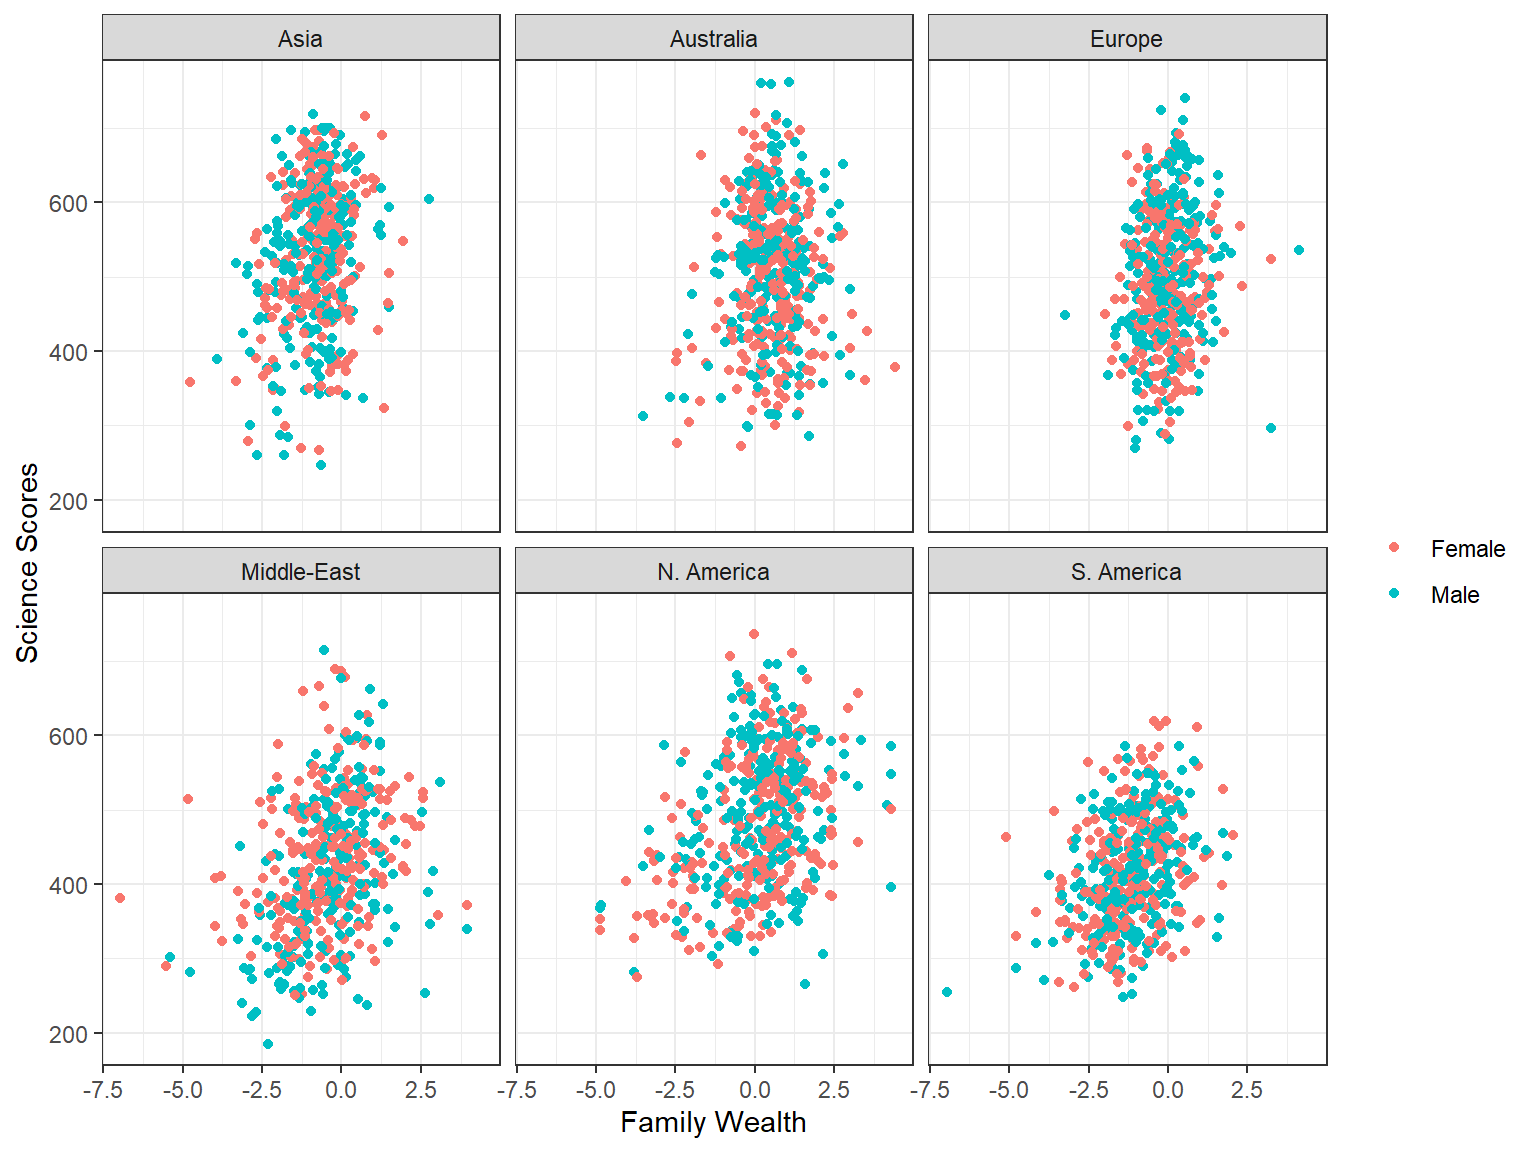 Asia Australia Europe
600
400
200
Middle-East N. America S. America
600
400
200
-7.5 -5.0 -2.5 0.0 2.5 -7.5 -5.0 -2.5 0.0 2.5 -7.5 -5.0 -2.5 0.0 2.5
Family Wealth
Science Scores
Female
Male